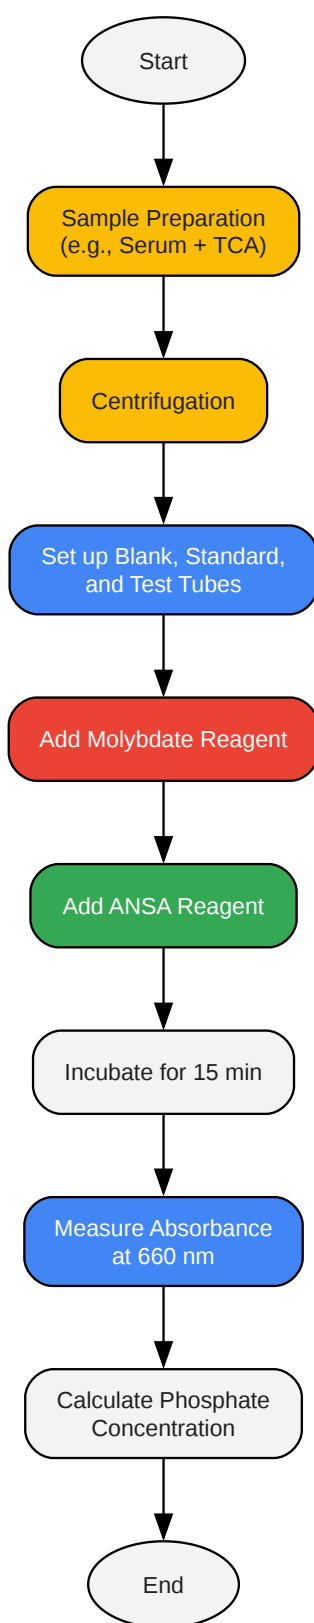 Start
Sample Preparation
(e.g., Serum + TCA)
Centrifugation
Set up Blank, Standard,
and Test Tubes
Add Molybdate Reagent
Add ANSA Reagent
Incubate for 15 min
Measure Absorbance
at 660 nm
Calculate Phosphate
Concentration
End